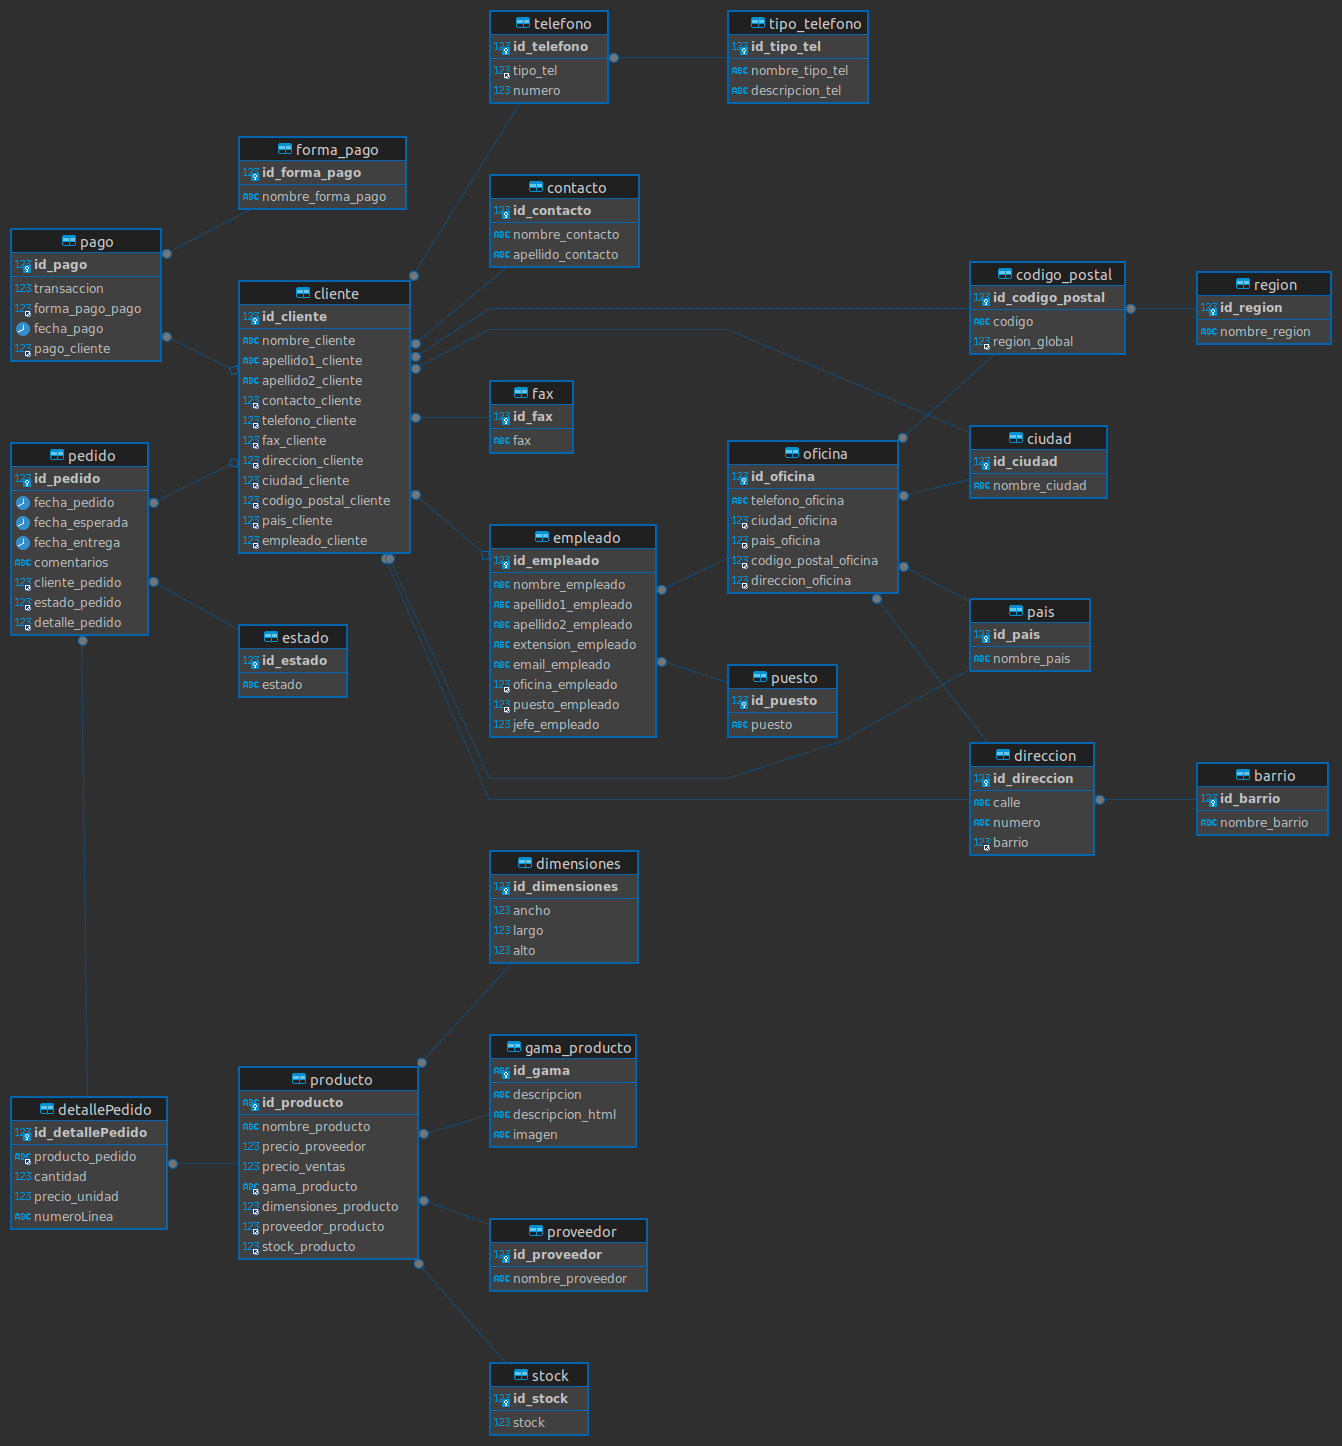 telefono
id_telefono
tipo_tel
numero
tipo_telefono
id_tipo_tel
nombre_tipo_tel
descripcion_tel
forma_pago
id_forma_pago
nombre_forma_pago
contacto
id_contacto
nombre_contacto
apellido_contacto
pago
id_pago
transaccion
forma_pago_pago
fecha_pago
pago_cliente
cliente
id_cliente
nombre_cliente
apellido1_cliente
apellido2_cliente
contacto_cliente
telefono_cliente
fax_cliente
direccion_cliente
ciudad_cliente
codigo_postal_cliente
pais_cliente
empleado_cliente
codigo_postal
id_codigo_postal
codigo
region_global
region
id_region
nombre_region
fax
id_fax
fax
ciudad
id_ciudad
nombre_ciudad
pedido
id_pedido
fecha_pedido
fecha_esperada
fecha_entrega
comentarios
cliente_pedido
estado_pedido
detalle_pedido
oficina
id_oficina
telefono_oficina
ciudad_oficina
pais_oficina
codigo_postal_oficina
direccion_oficina
empleado
id_empleado
nombre_empleado
apellido1_empleado
apellido2_empleado
extension_empleado
email_empleado
oficina_empleado
puesto_empleado
jefe_empleado
estado
id_estado
estado
pais
id_pais
nombre_pais
puesto
id_puesto
puesto
direccion
id_direccion
calle
numero
barrio
barrio
id_barrio
nombre_barrio
dimensiones
id_dimensiones
ancho
largo
alto
gama_producto
id_gama
descripcion
descripcion_html
imagen
producto
id_producto
nombre_producto
precio_proveedor
precio_ventas
gama_producto
dimensiones_producto
proveedor_producto
stock_producto
detallePedido
id_detallePedido
producto_pedido
cantidad
precio_unidad
numeroLinea
proveedor
id_proveedor
nombre_proveedor
stock
id_stock
stock